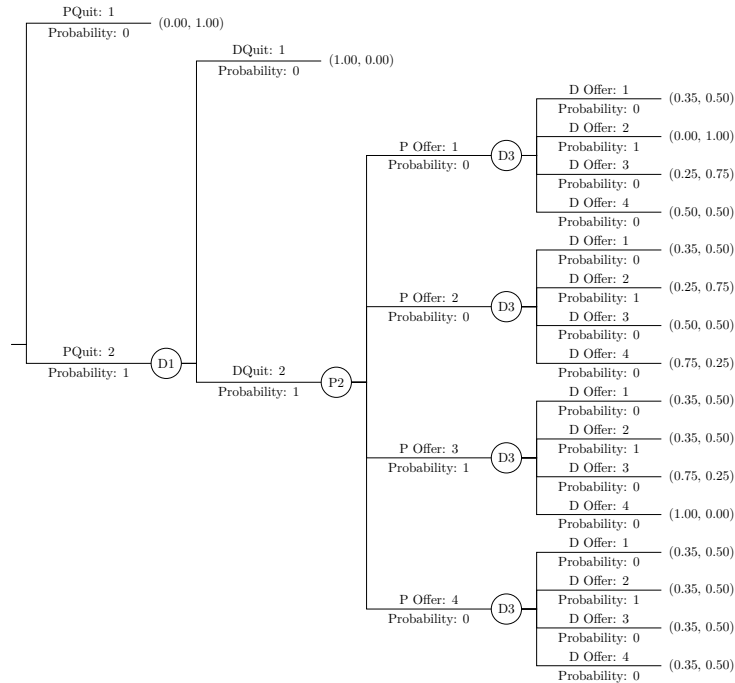 PQuit: 1
Probability: 0
(0.00, 1.00)
DQuit: 1
Probability: 0
(1.00, 0.00)
D Offer: 1
Probability: 0
(0.35, 0.50)
D Offer: 2
Probability: 1
(0.00, 1.00)
P Offer: 1
Probability: 0
D3
D Offer: 3
Probability: 0
(0.25, 0.75)
D Offer: 4
Probability: 0
(0.50, 0.50)
D Offer: 1
Probability: 0
(0.35, 0.50)
D Offer: 2
Probability: 1
(0.25, 0.75)
P Offer: 2
Probability: 0
D3
D Offer: 3
Probability: 0
(0.50, 0.50)
D Offer: 4
Probability: 0
(0.75, 0.25)
PQuit: 2
Probability: 1
D1
DQuit: 2
Probability: 1
P2
D Offer: 1
Probability: 0
(0.35, 0.50)
D Offer: 2
Probability: 1
(0.35, 0.50)
P Offer: 3
Probability: 1
D3
D Offer: 3
Probability: 0
(0.75, 0.25)
D Offer: 4
Probability: 0
(1.00, 0.00)
D Offer: 1
Probability: 0
(0.35, 0.50)
D Offer: 2
Probability: 1
(0.35, 0.50)
P Offer: 4
Probability: 0
D3
D Offer: 3
Probability: 0
(0.35, 0.50)
D Offer: 4
Probability: 0
(0.35, 0.50)